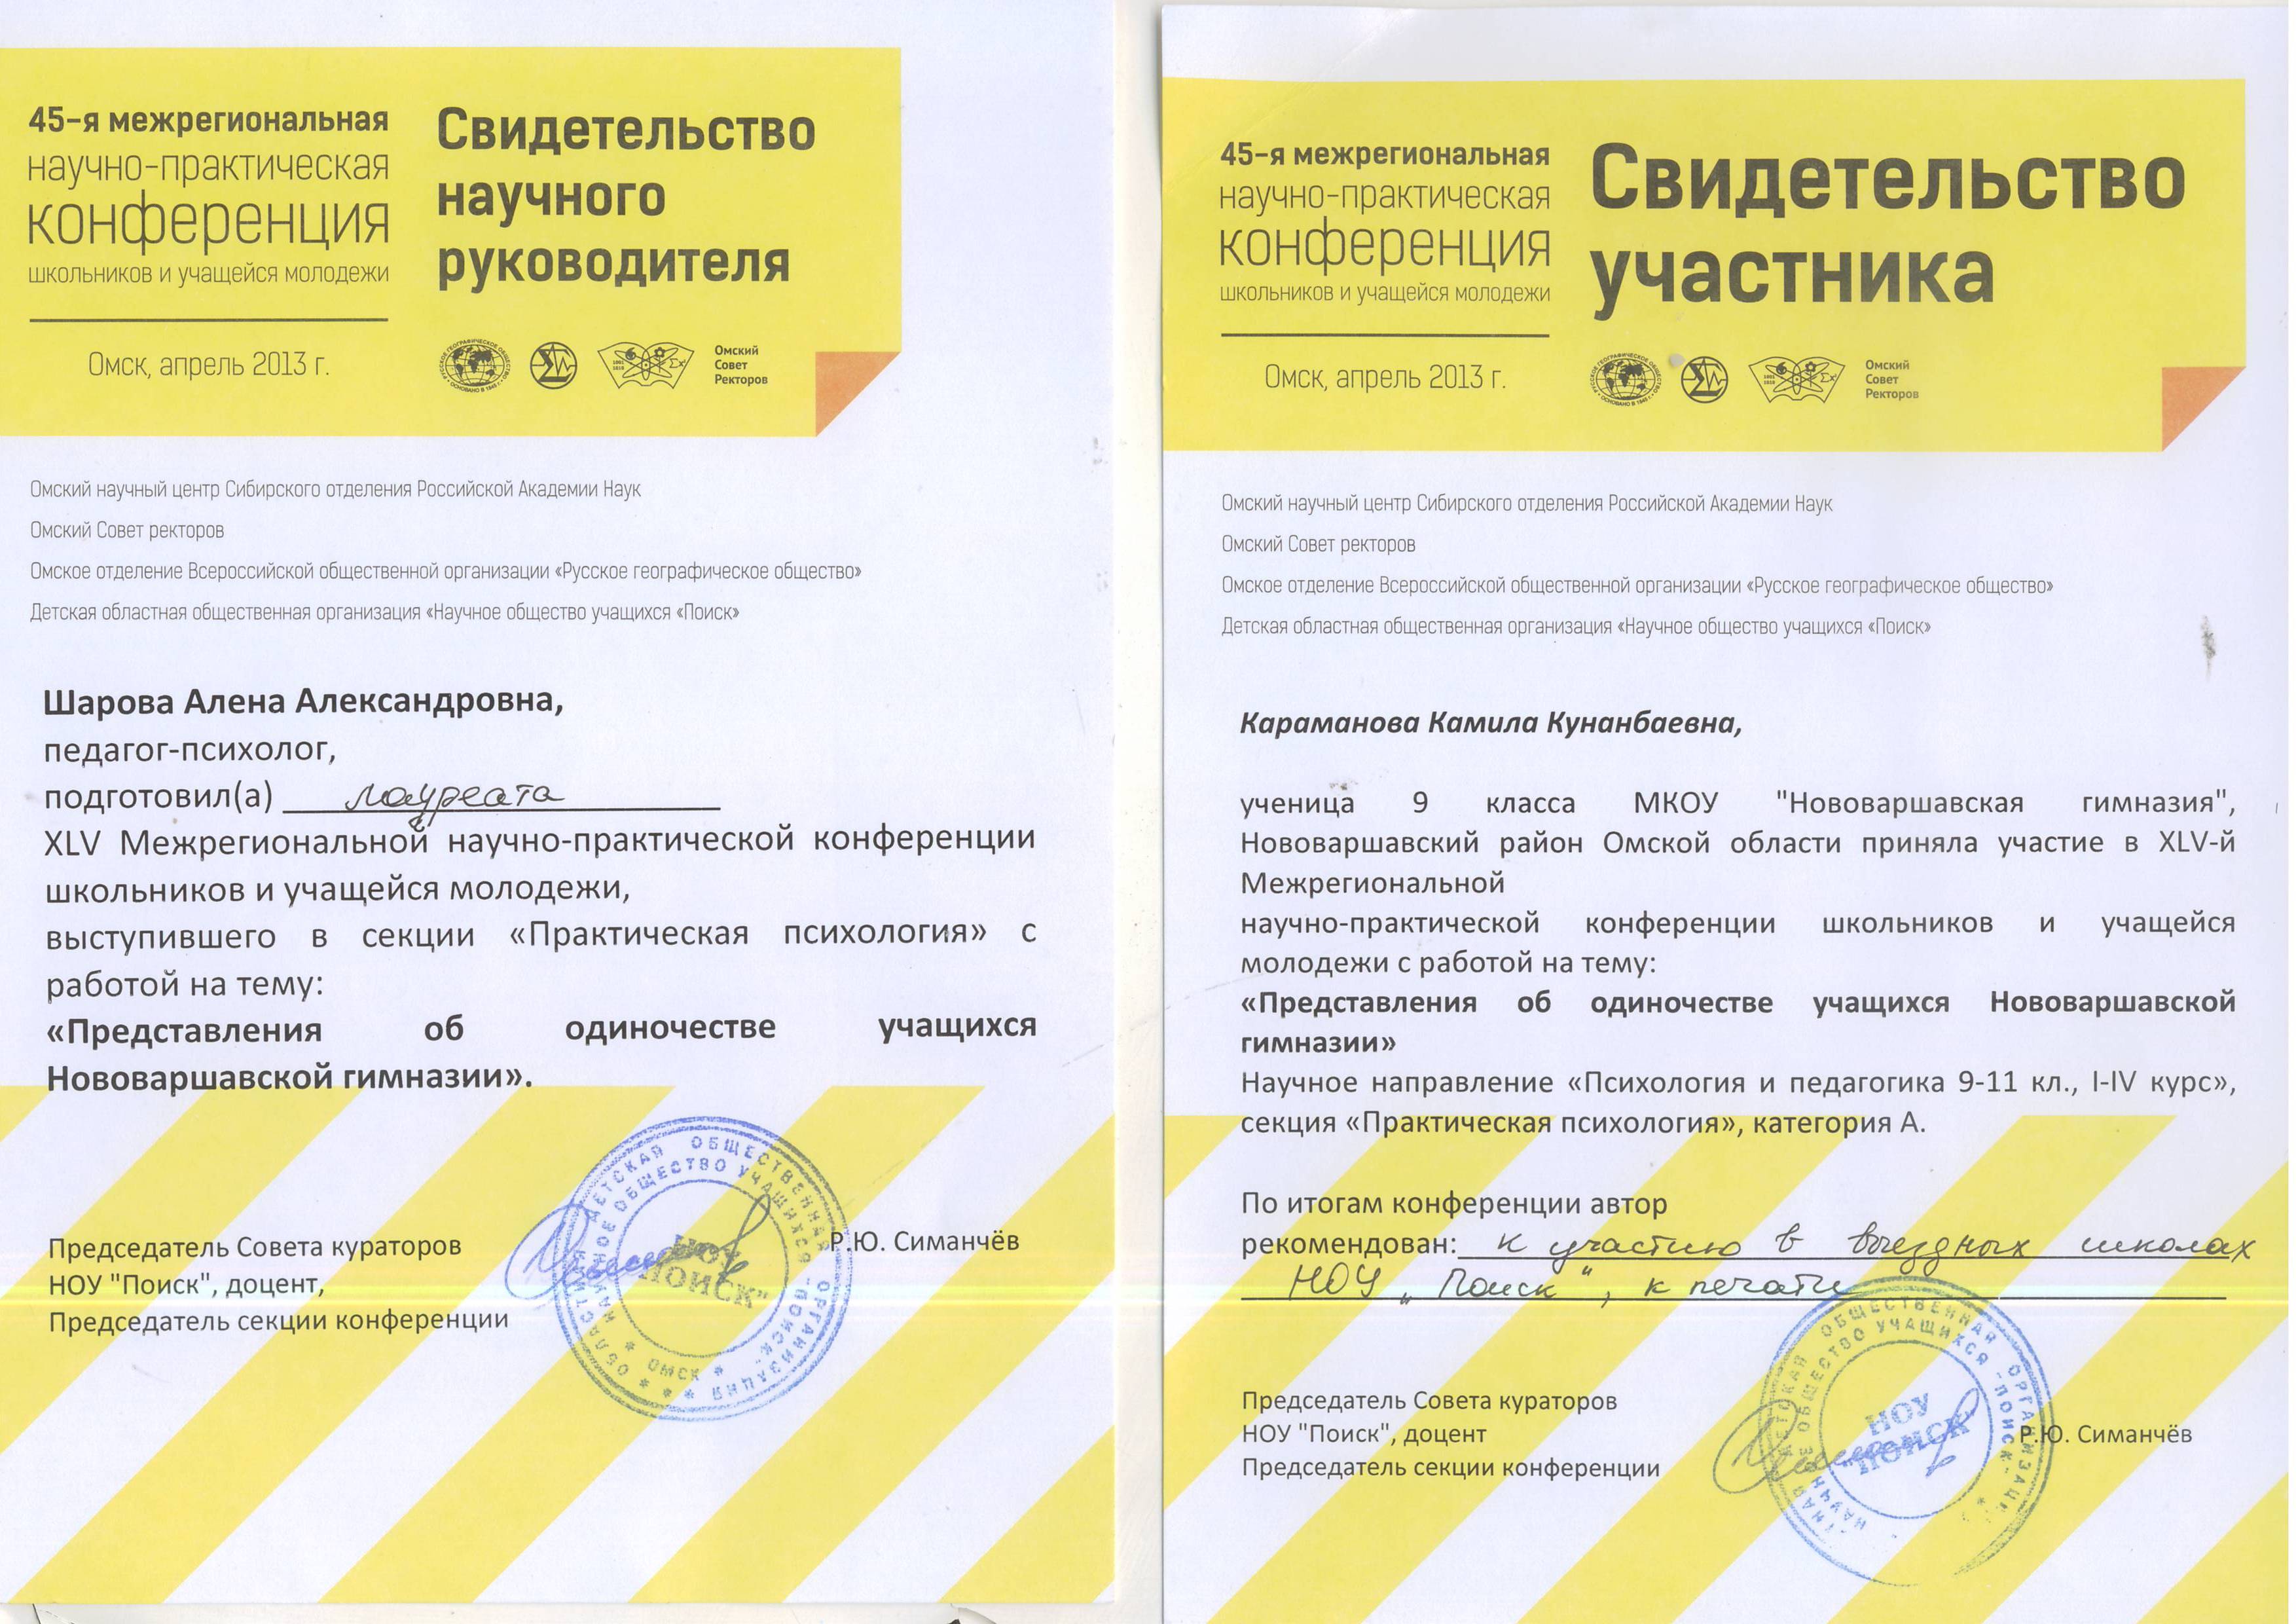 45-я межрегиональная
научно-практическая
конференция
школьников и учащейся молодежи
Омск, апрель 2013 г.
Свидетельство
научного
руководителя
Омский
Совет
Ректоров
Омский научный центр Сибирского отделения Российской Академии Наук
Омский Совет ректоров
Омское отделение Всероссийской общественной организации «Русское географическое общество»
Детская областная общественная организация «Научное общество учащихся «Поиск»
Шарова Алена Александровна,
педагог-психолог,
подготовил(а) лауреата
XLV Межрегиональной научно-практической конференции
школьников и учащейся молодежи,
выступившего в секции «Практическая психология» с
работой на тему:
«Представления об одиночестве учащихся
Нововаршавской гимназии».
Председатель Совета кураторов
НОУ "Поиск", доцент,
Председатель секции конференции
Р.Ю. Симанчёв
ОБЛАСТНАЯ ДЕТСКАЯ ОБЩЕСТВЕННАЯ ОРГАНИЗАЦИЯ
НАУЧНОЕ ОБЩЕСТВО УЧАЩИХСЯ -ПОИСК-
ОМСК
НОУ
"ПОИСК"
45-я межрегиональная
научно-практическая
конференция
школьников и учащейся молодежи
Омск, апрель 2013 г.
Свидетельство
участника
Омский
Совет
Ректоров
Омский научный центр Сибирского отделения Российской Академии Наук
Омский Совет ректоров
Омское отделение Всероссийской общественной организации «Русское географическое общество»
Детская областная общественная организация «Научное общество учащихся «Поиск»
Караманова Камила Кунанбаевна,
ученица 9 класса МКОУ "Нововаршавская гимназия",
Нововаршавский район Омской области приняла участие в XLV-й
Межрегиональной
научно-практической конференции школьников и учащейся
молодежи с работой на тему:
«Представления об одиночестве учащихся Нововаршавской
гимназии»
Научное направление «Психология и педагогика 9-11 кл., I-IV курс»,
секция «Практическая психология», категория А.
По итогам конференции автор
рекомендован: к участию в выездных школах
НОУ „Поиск", к печати
Председатель Совета кураторов
НОУ "Поиск", доцент
Председатель секции конференции
Р.Ю. Симанчёв
НОУ
"ПОИСК"